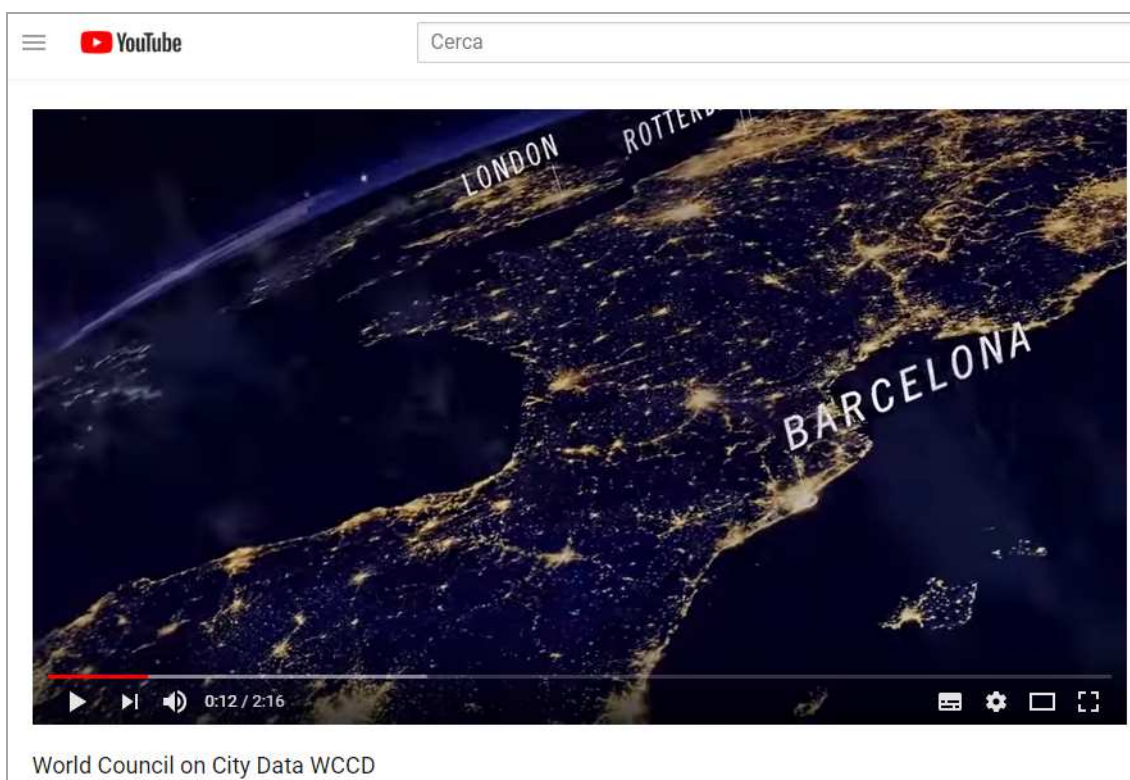 YouTube
Cerca
LONDON
BARCELONA
0:12 / 2:16
World Council on City Data WCCD